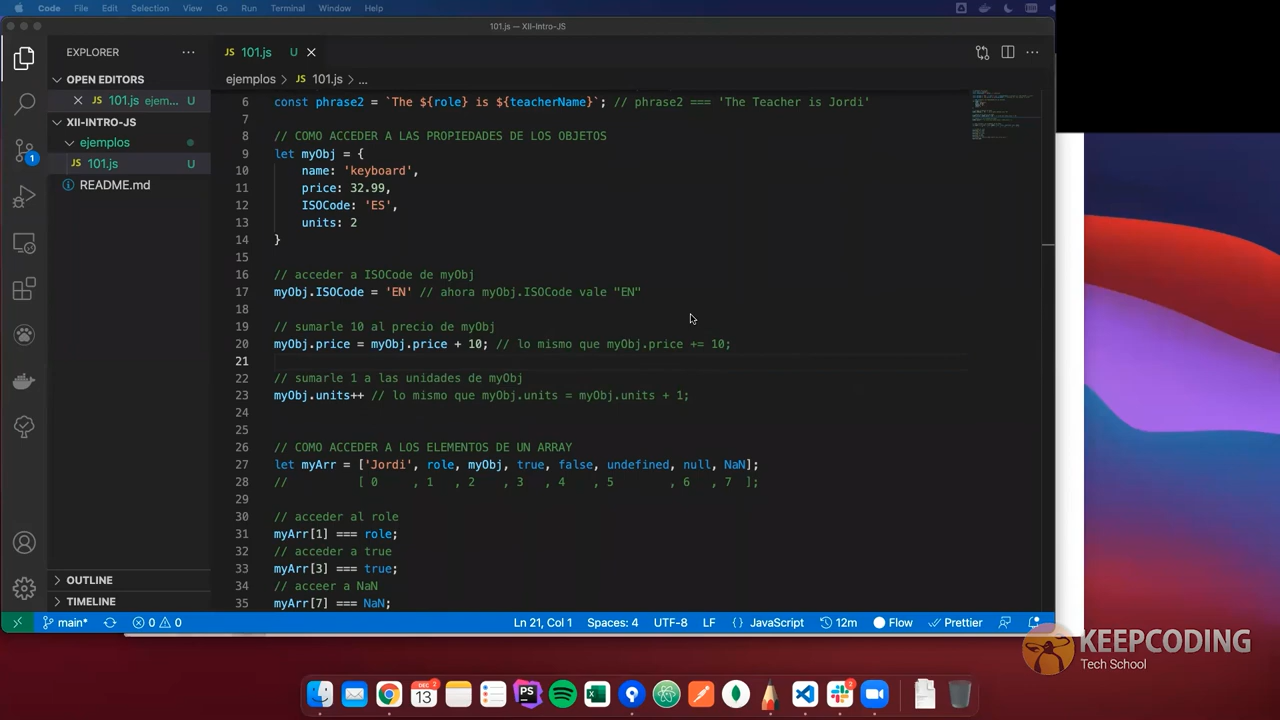 Code File Edit Selection View Go Run Terminal Window Help
101.js — XII-Intro-JS
EXPLORER
JS 101.js U
OPEN EDITORS
ejemplos > JS 101.js > ...
JS 101.js ejem... U
XII-INTRO-JS
ejemplos
JS 101.js U
README.md
6 const phrase2 = `The ${role} is ${teacherName}`; // phrase2 === 'The Teacher is Jordi'
7
8 // COMO ACCEDER A LAS PROPIEDADES DE LOS OBJETOS
9 let myObj = {
10 name: 'keyboard',
11 price: 32.99,
12 ISOCode: 'ES',
13 units: 2
14 }
15
16 // acceder a ISOCode de myObj
17 myObj.ISOCode = 'EN' // ahora myObj.ISOCode vale "EN"
18
19 // sumarle 10 al precio de myObj
20 myObj.price = myObj.price + 10; // lo mismo que myObj.price += 10;
21
22 // sumarle 1 a las unidades de myObj
23 myObj.units++ // lo mismo que myObj.units = myObj.units + 1;
24
25
26 // COMO ACCEDER A LOS ELEMENTOS DE UN ARRAY
27 let myArr = ['Jordi', role, myObj, true, false, undefined, null, NaN];
28 // [ 0 , 1 , 2 , 3 , 4 , 5 , 6 , 7 ];
29
30 // acceder al role
31 myArr[1] === role;
32 // acceder a true
33 myArr[3] === true;
34 // acceer a NaN
35 myArr[7] === NaN;
OUTLINE
TIMELINE
main* 0 0 Ln 21, Col 1 Spaces: 4 UTF-8 LF {} JavaScript 12m Flow Prettier
KEEPCODING
Tech School
DEC
13
PS
2
2
1